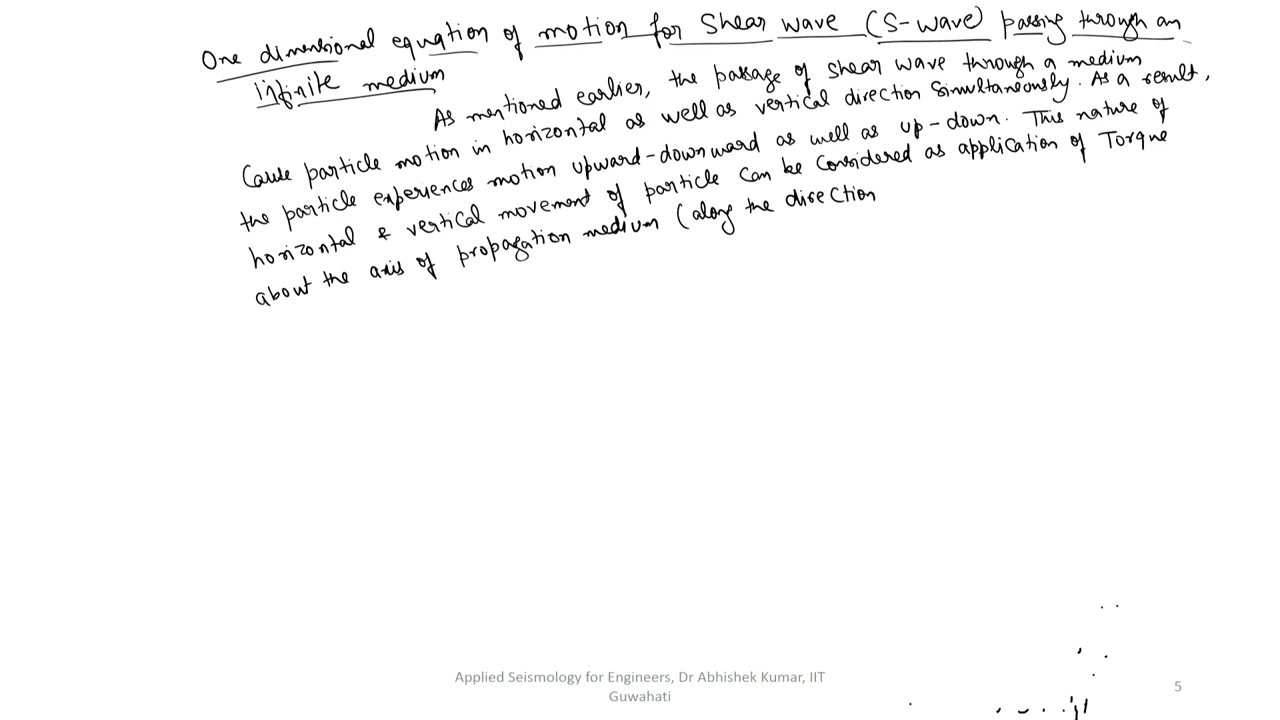 One dimensional equation of motion for Shear wave (S-wave) passing through an
infinite medium
As mentioned earlier, the passage of shear wave through a medium
Cause particle motion in horizontal as well as vertical direction simultaneously. As a result,
the particle experiences motion upward-downward as well as up-down. This nature of
horizontal & vertical movement of particle can be considered as application of Torque
about the axis of propagation medium (along the direction
Applied Seismology for Engineers, Dr Abhishek Kumar, IIT
Guwahati
5